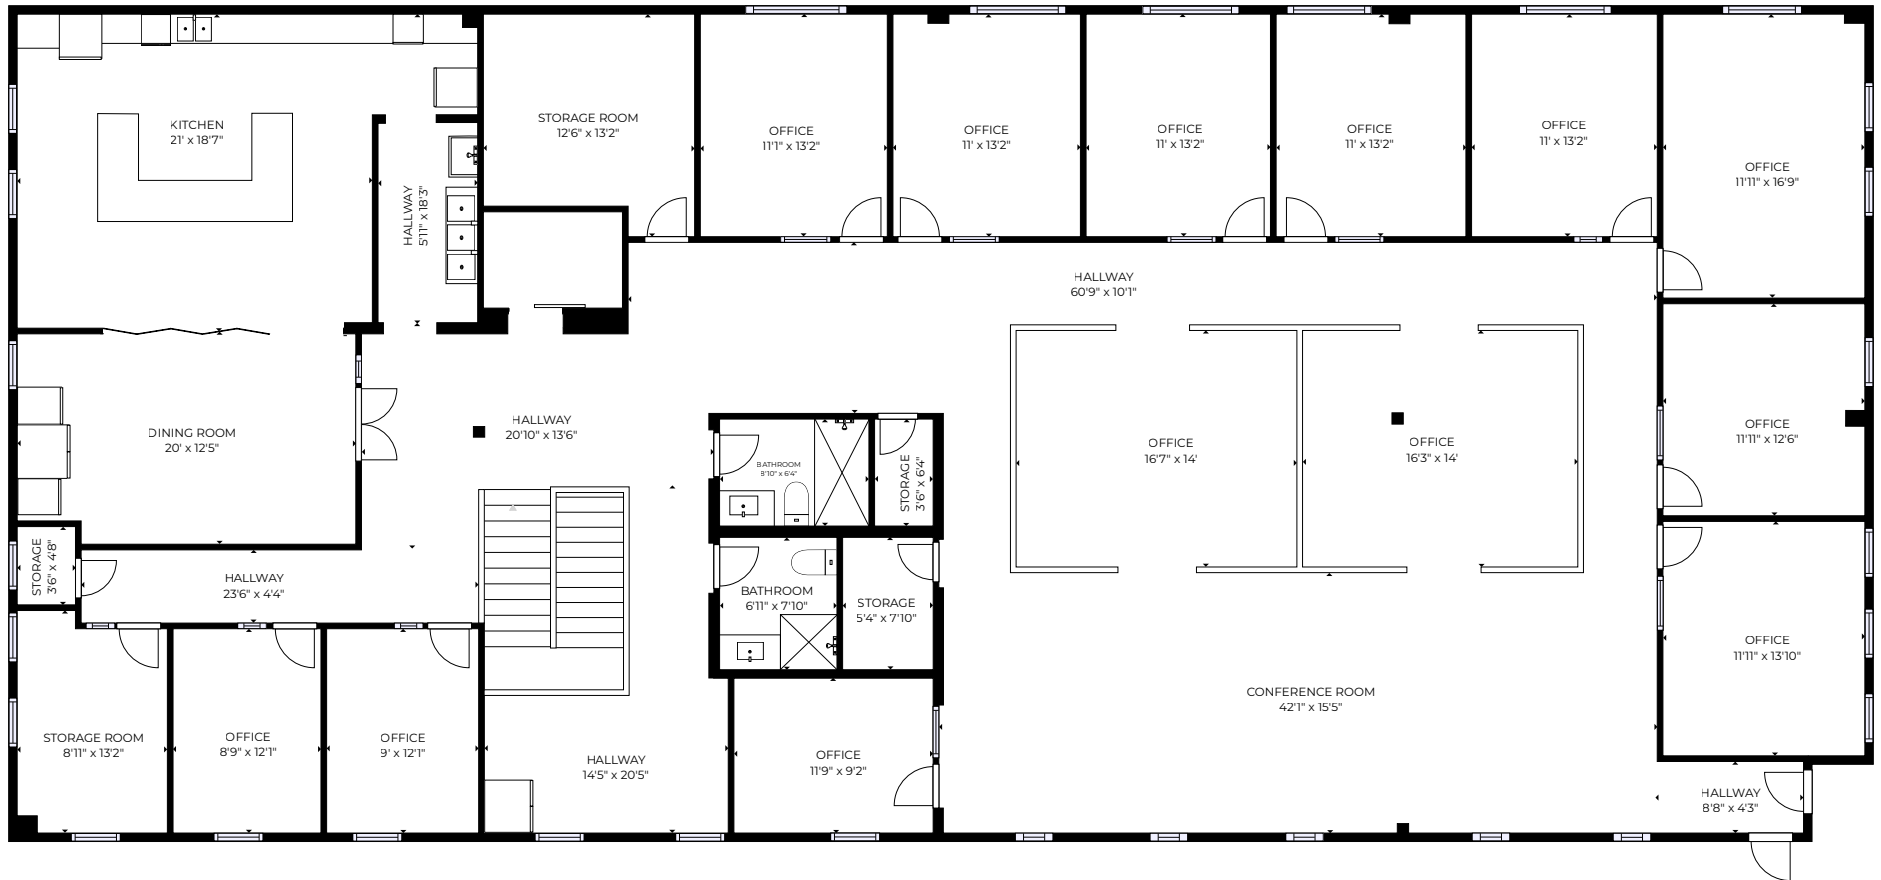 KITCHEN
21' x 18'7"
HALLWAY
5'11" x 18'3"
STORAGE ROOM
12'6" x 13'2"
OFFICE
11'1" x 13'2"
OFFICE
11' x 13'2"
OFFICE
11' x 13'2"
OFFICE
11' x 13'2"
OFFICE
11' x 13'2"
OFFICE
11'11" x 16'9"
HALLWAY
60'9" x 10'1"
DINING ROOM
20' x 12'5"
HALLWAY
20'10" x 13'6"
BATHROOM
8'10" x 6'4"
STORAGE
3'6" x 6'4"
OFFICE
16'7" x 14'
OFFICE
16'3" x 14'
OFFICE
11'11" x 12'6"
STORAGE
3'6" x 4'8"
HALLWAY
23'6" x 4'4"
BATHROOM
6'11" x 7'10"
STORAGE
5'4" x 7'10"
OFFICE
11'11" x 13'10"
CONFERENCE ROOM
42'1" x 15'5"
STORAGE ROOM
8'11" x 13'2"
OFFICE
8'9" x 12'1"
OFFICE
9' x 12'1"
HALLWAY
14'5" x 20'5"
OFFICE
11'9" x 9'2"
HALLWAY
8'8" x 4'3"